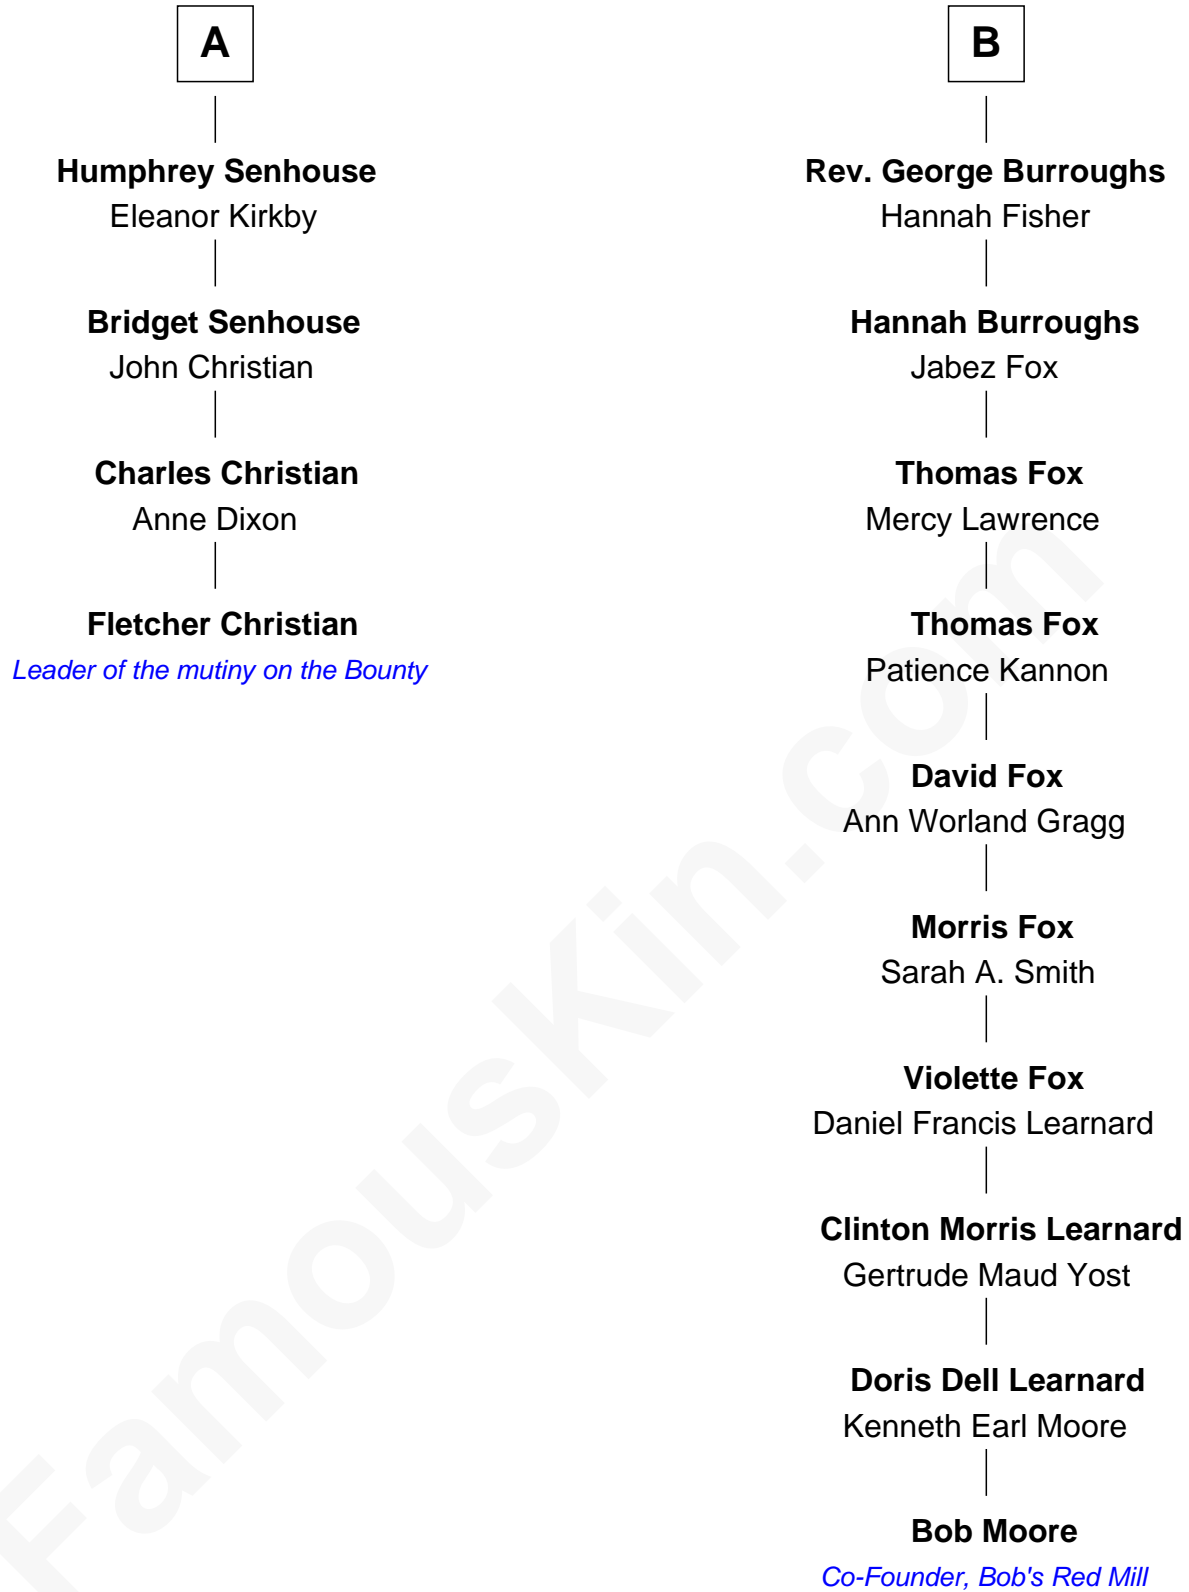 A
Humphrey Senhouse
Eleanor Kirkby
Bridget Senhouse
John Christian
Charles Christian
Anne Dixon
Fletcher Christian
Leader of the mutiny on the Bounty
B
Rev. George Burroughs
Hannah Fisher
Hannah Burroughs
Jabez Fox
Thomas Fox
Mercy Lawrence
Thomas Fox
Patience Kannon
David Fox
Ann Worland Gragg
Morris Fox
Sarah A. Smith
Violette Fox
Daniel Francis Learnard
Clinton Morris Learnard
Gertrude Maud Yost
Doris Dell Learnard
Kenneth Earl Moore
Bob Moore
Co-Founder, Bob's Red Mill
FamousKin.com